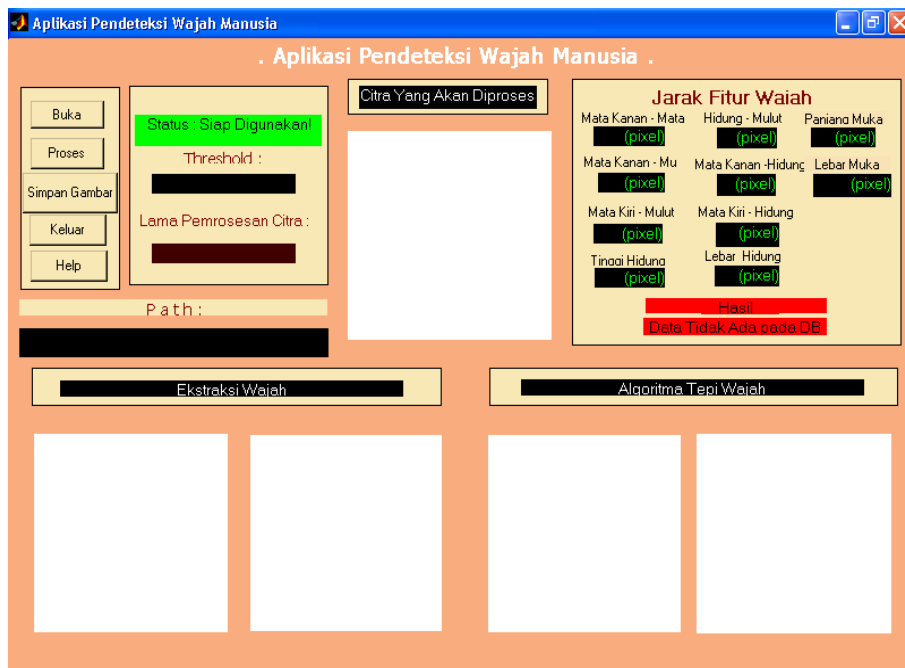 Aplikasi Pendeteksi Wajah Manusia
. Aplikasi Pendeteksi Wajah Manusia .
Buka
Proses
Simpan Gambar
Keluar
Help
Status : Siap Digunakan!
Threshold :
Lama Pemrosesan Citra :
Path :
Citra Yang Akan Diproses
Jarak Fitur Wajah
Mata Kanan - Mata
Hidung - Mulut
Panjang Muka
(pixel)
(pixel)
(pixel)
Mata Kanan - Mu
Mata Kanan -Hidung
Lebar Muka
(pixel)
(pixel)
(pixel)
Mata Kiri - Mulut
Mata Kiri - Hidung
(pixel)
(pixel)
Tinggi Hidung
Lebar Hidung
(pixel)
(pixel)
Hasil
Data Tidak Ada pada DB
Ekstraksi Wajah
Algoritma Tepi Wajah